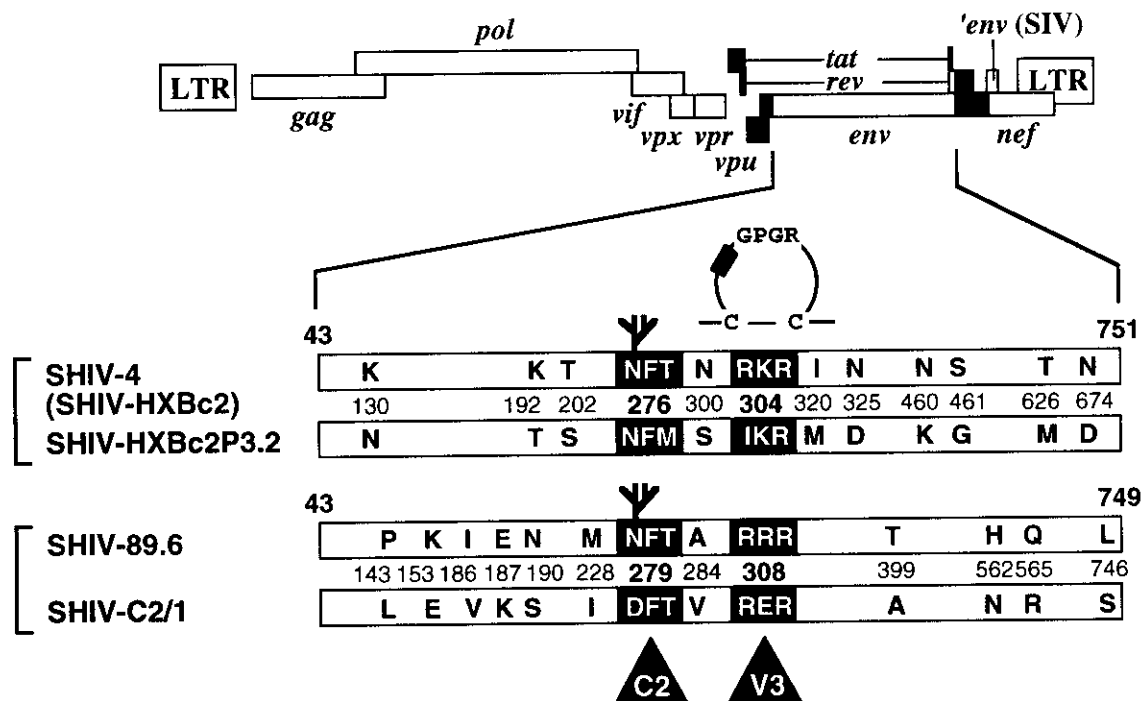 'env (SIV)
pol
tat
LTR
rev
LTR
gag
vif
env
nef
vpx
vpr
vpu
GPGR
C C
43 751
SHIV-4
(SHIV-HXBc2)
K K T NFT N RKR I N N S T N
130 192 202 276 300 304 320 325 460 461 626 674
SHIV-HXBc2P3.2
N T S NFM S IKR M D K G M D
43 749
SHIV-89.6
P K I E N M NFT A RRR T H Q L
143 153 186 187 190 228 279 284 308 399 562 565 746
SHIV-C2/1
L E V K S I DFT V RER A N R S
C2 V3